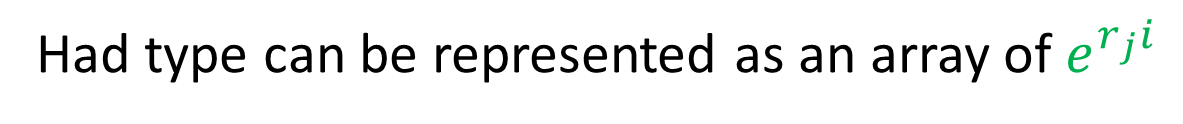 Had type can be represented as an array of $e^{r_j i}$